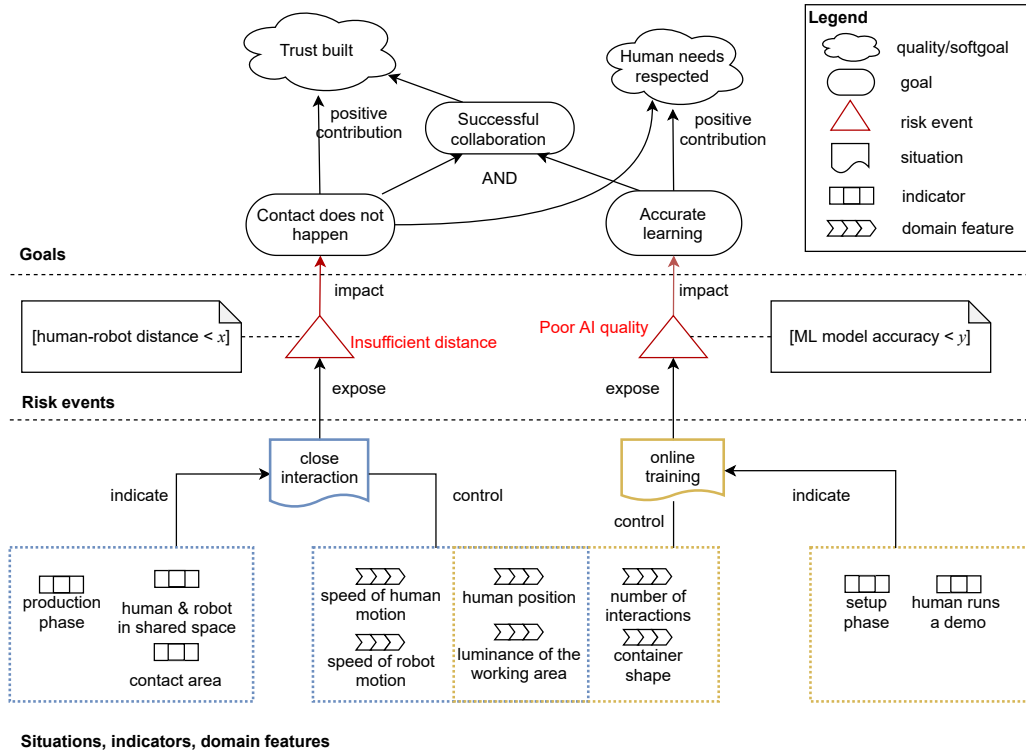 Legend
quality/softgoal
goal
risk event
situation
indicator
domain feature
Trust built
Human needs
respected
positive
contribution
Successful
collaboration
positive
contribution
AND
Contact does not
happen
Accurate
learning
Goals
impact
impact
[human-robot distance < x]
Insufficient distance
Poor AI quality
[ML model accuracy < y]
expose
expose
Risk events
close
interaction
online
training
indicate
control
control
indicate
production
phase
human & robot
in shared space
contact area
speed of human
motion
speed of robot
motion
human position
luminance of the
working area
number of
interactions
container
shape
setup
phase
human runs
a demo
Situations, indicators, domain features